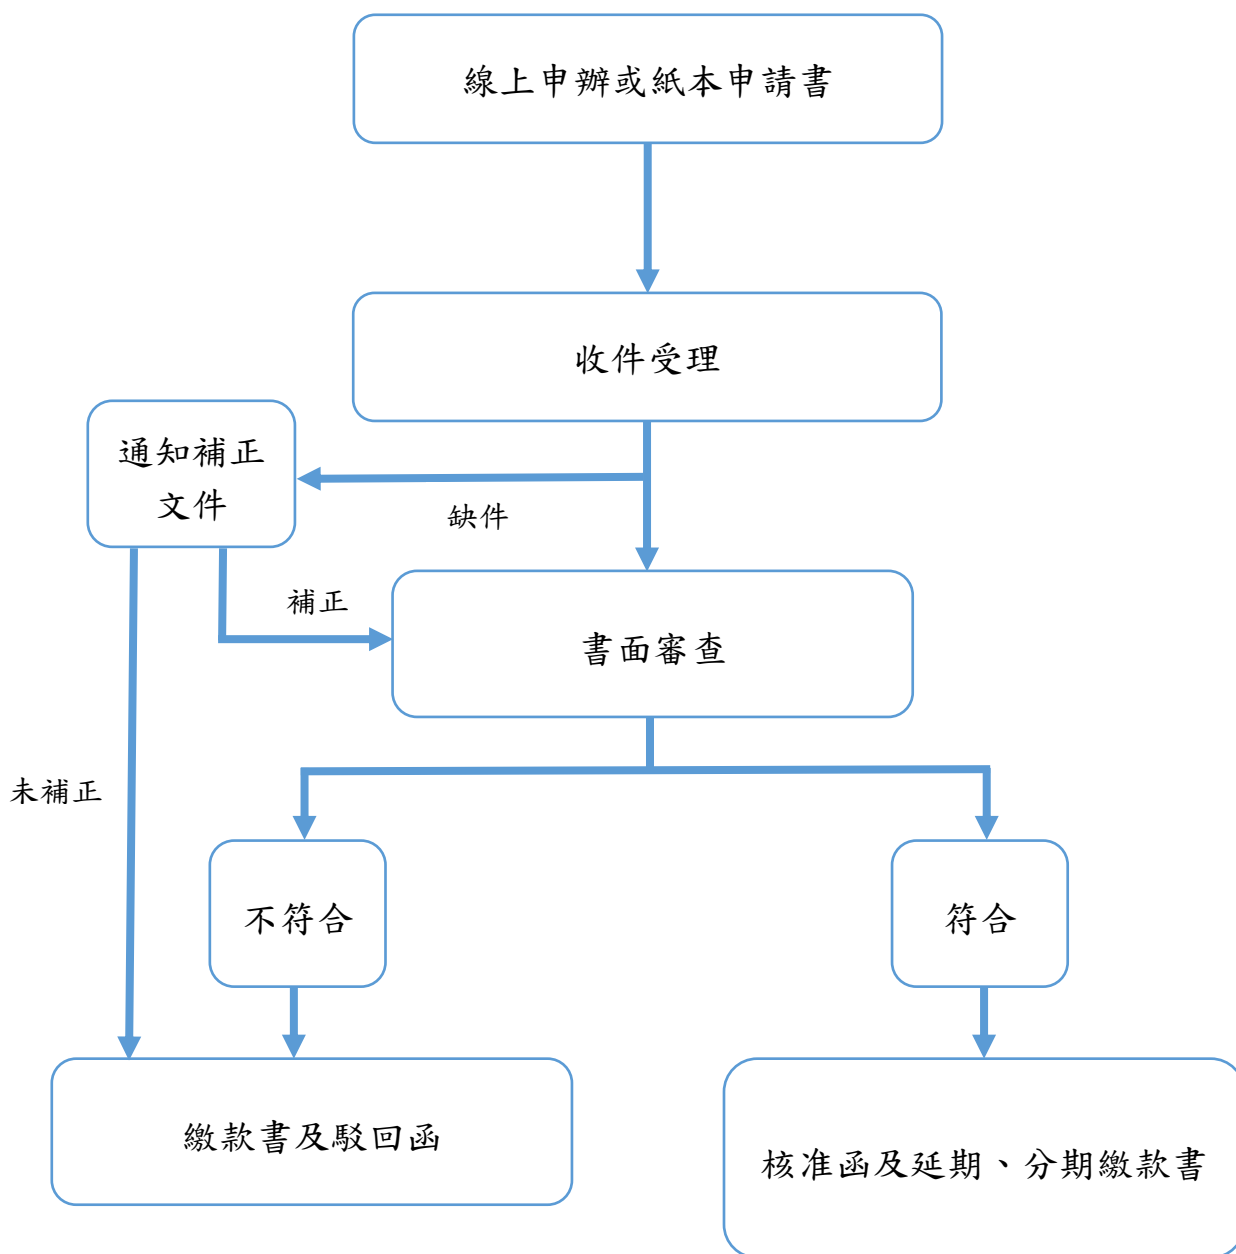 線上申辦或紙本申請書
收件受理
通知補正
文件
缺件
補正
書面審查
未補正
不符合
符合
繳款書及駁回函
核准函及延期、分期繳款書